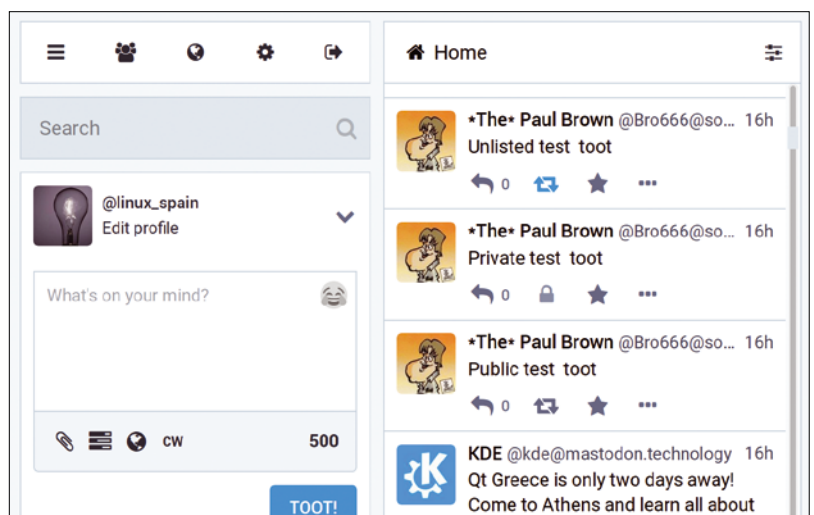 Search
@linux_spain
Edit profile
What's on your mind?
CW
500
TOOT!
Home
*The* Paul Brown @Bro666@so... 16h
Unlisted test toot
0
*The* Paul Brown @Bro666@so... 16h
Private test toot
0
*The* Paul Brown @Bro666@so... 16h
Public test toot
0
KDE @kde@mastodon.technology 16h
Qt Greece is only two days away!
Come to Athens and learn all about